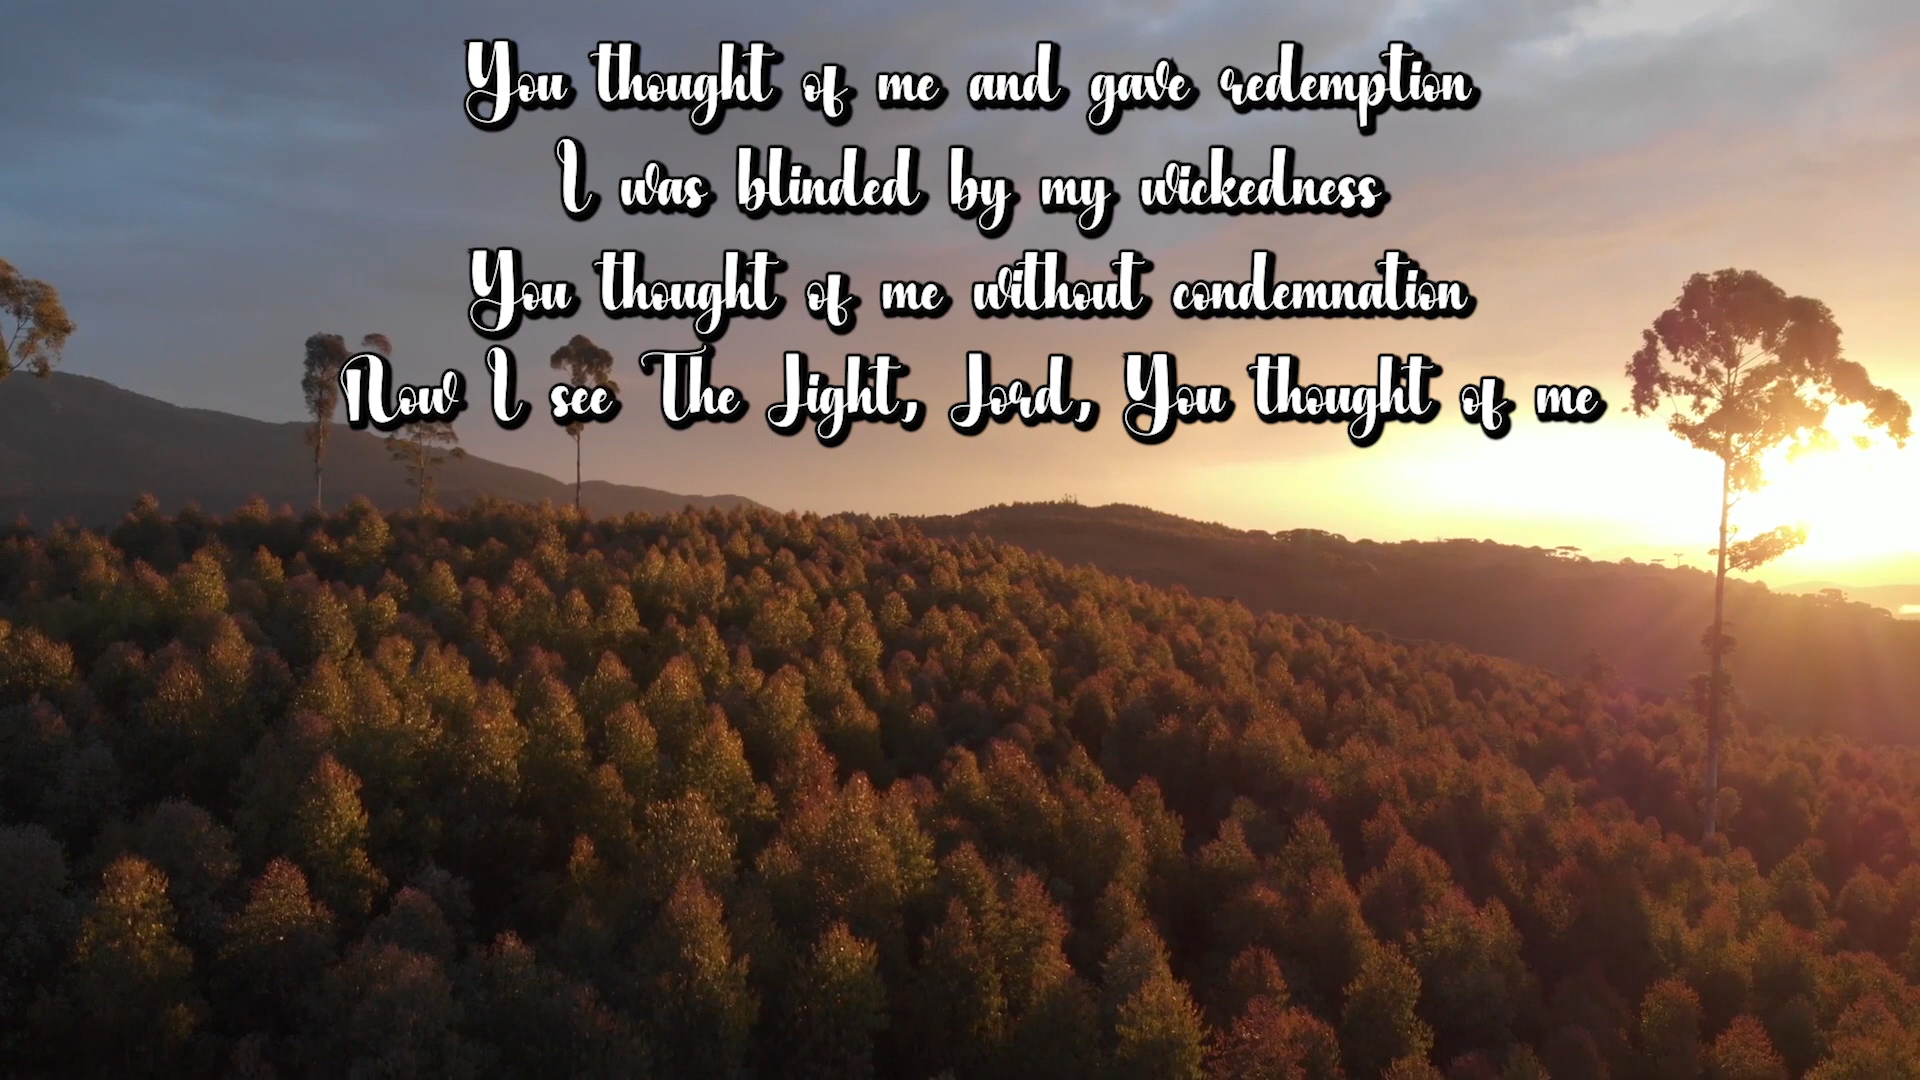 You thought of me and gave redemption
I was blinded by my wickedness
You thought of me without condemnation
Now I see The Light, Lord, You thought of me